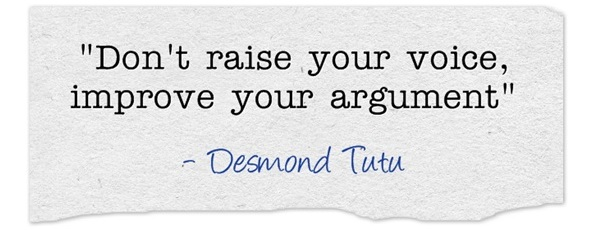 "Don't raise your voice,
improve your argument"
- Desmond Tutu